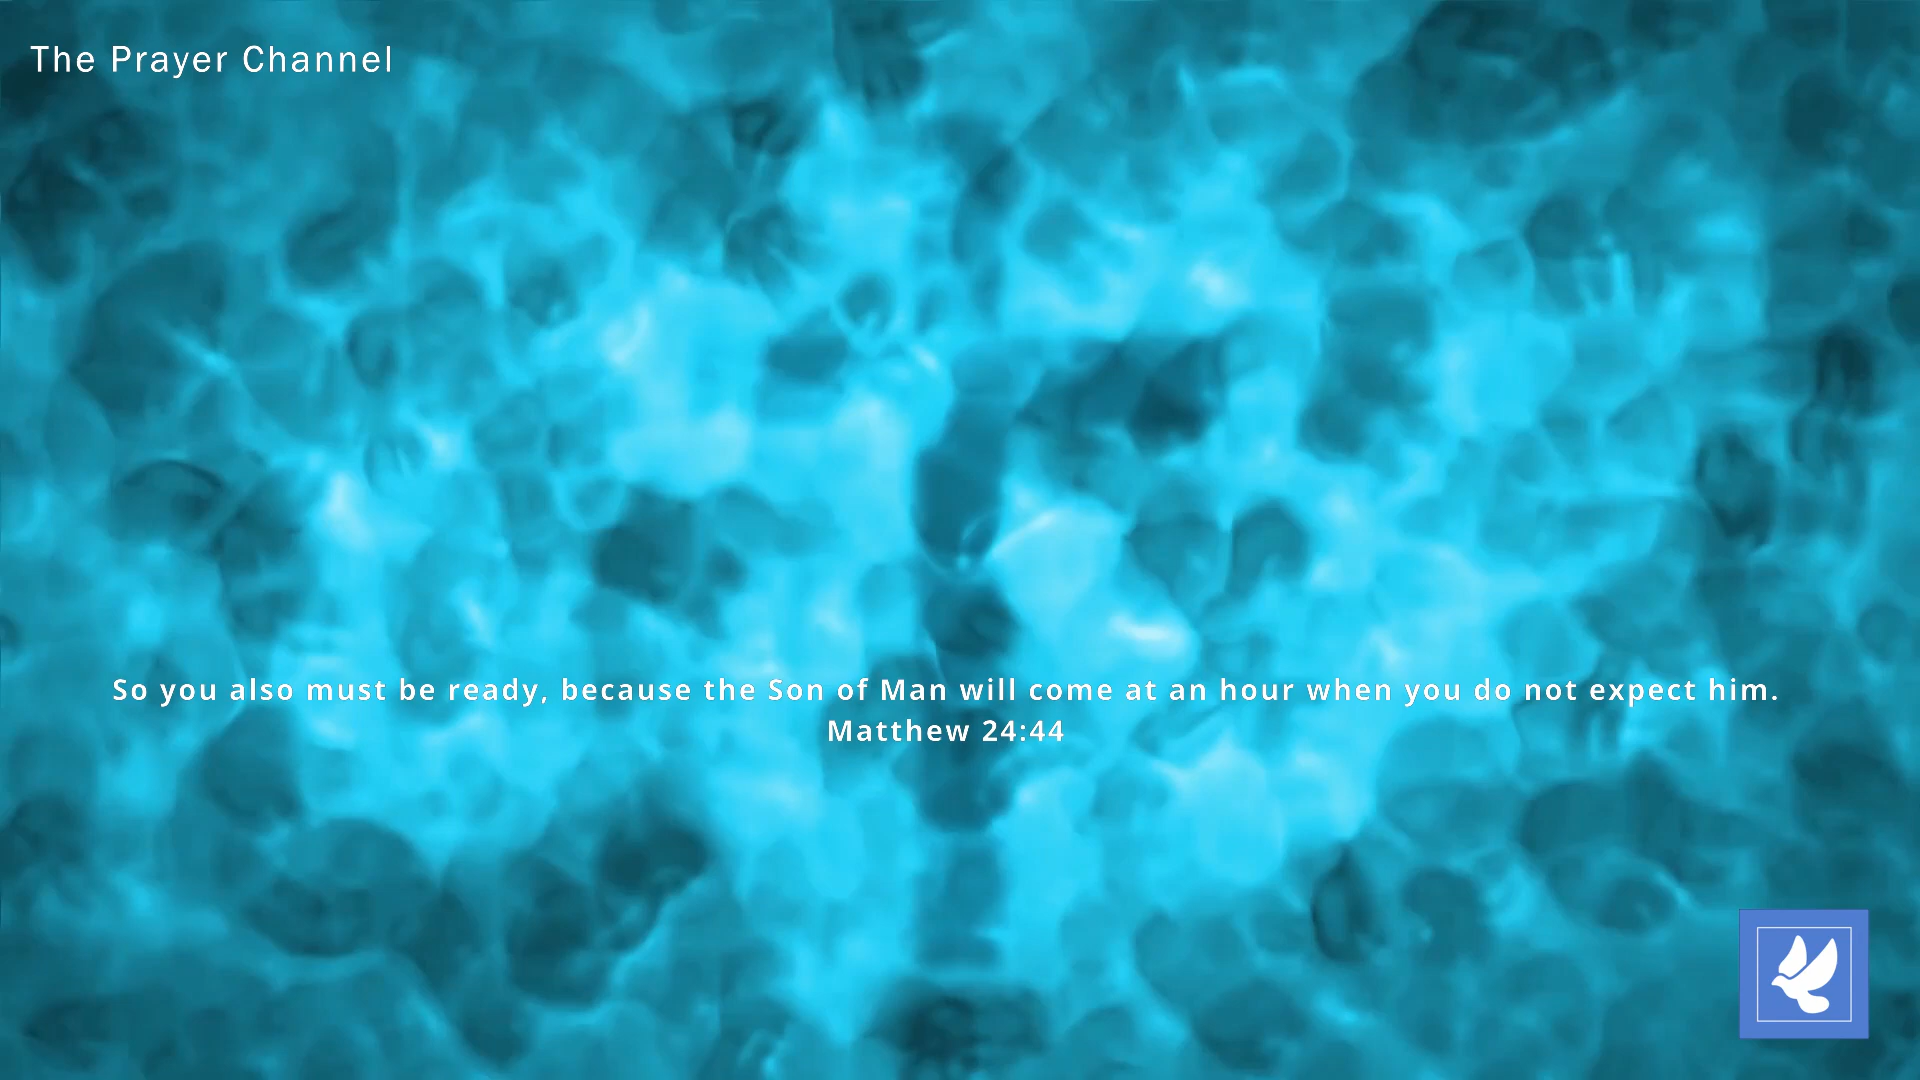 The Prayer Channel
So you also must be ready, because the Son of Man will come at an hour when you do not expect him.
Matthew 24:44